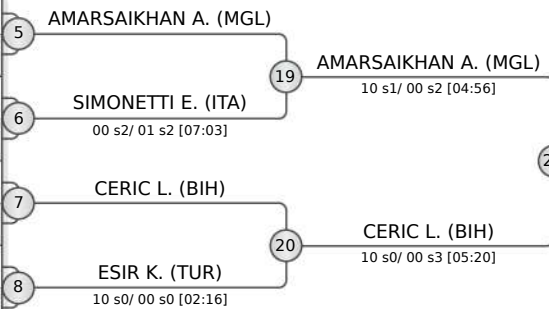 AMARSAIKHAN A. (MGL)
5
19
AMARSAIKHAN A. (MGL)
10 s1/ 00 s2 [04:56]
SIMONETTI E. (ITA)
6
00 s2/ 01 s2 [07:03]
2
CERIC L. (BIH)
7
20
CERIC L. (BIH)
10 s0/ 00 s3 [05:20]
ESIR K. (TUR)
8
10 s0/ 00 s0 [02:16]